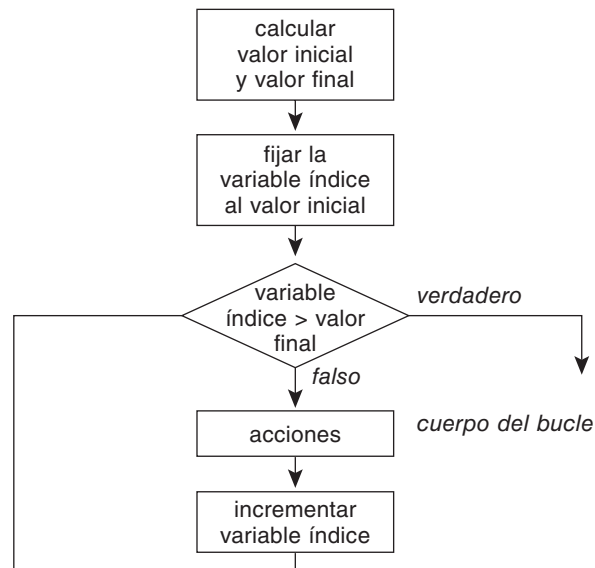 calcular
valor inicial
y valor final
fijar la
variable índice
al valor inicial
variable
índice > valor
final
verdadero
falso
acciones
cuerpo del bucle
incrementar
variable índice